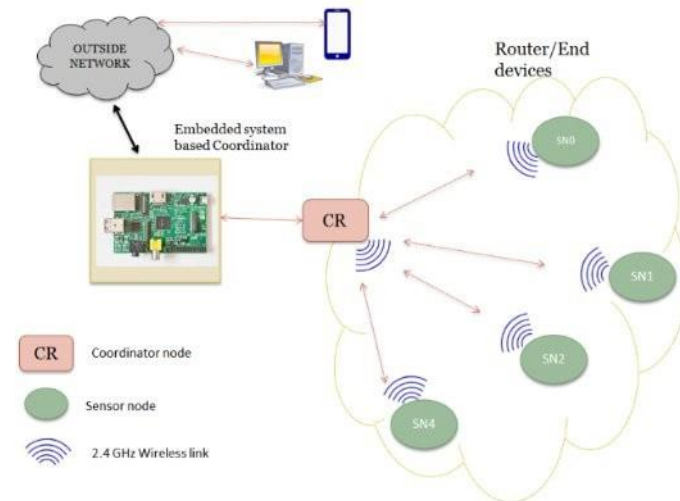 OUTSIDE
NETWORK
Router/End
devices
Embedded system
based Coordinator
SN0
CR
SN1
SN2
SN4
CR
Coordinator node
Sensor node
2.4 GHz Wireless link